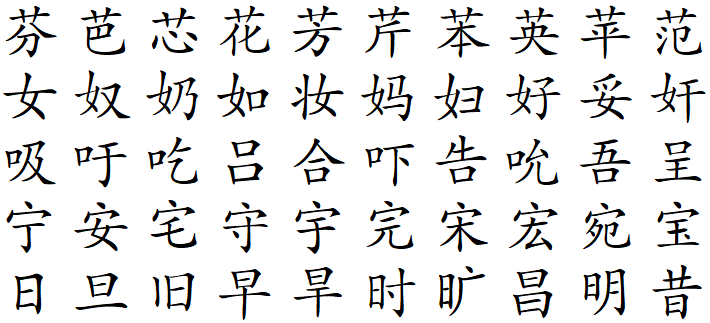 芬芭芯花芳芹苯英苹范
女奴奶如妆妈妇好妥奸
吸吁吃吕合吓告吮吾呈
宁安宅守宇完宋宏宛宝
日旦旧早旱时旷昌明昔